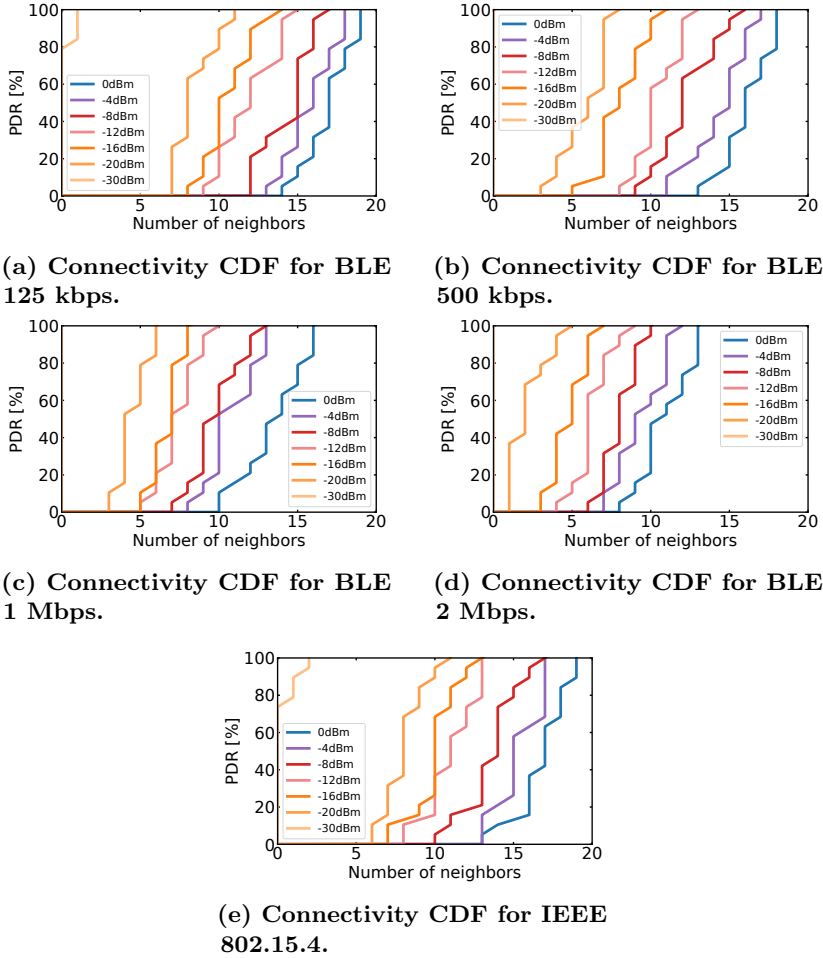 100
80
60
40
20
0
PDR [%]
0dBm
-4dBm
-8dBm
-12dBm
-16dBm
-20dBm
-30dBm
0 5 10 15 20
Number of neighbors
(a) Connectivity CDF for BLE
125 kbps.
100
80
60
40
20
0
PDR [%]
0dBm
-4dBm
-8dBm
-12dBm
-16dBm
-20dBm
-30dBm
0 5 10 15 20
Number of neighbors
(b) Connectivity CDF for BLE
500 kbps.
100
80
60
40
20
0
PDR [%]
0dBm
-4dBm
-8dBm
-12dBm
-16dBm
-20dBm
-30dBm
0 5 10 15 20
Number of neighbors
(c) Connectivity CDF for BLE
1 Mbps.
100
80
60
40
20
0
PDR [%]
0dBm
-4dBm
-8dBm
-12dBm
-16dBm
-20dBm
-30dBm
0 5 10 15 20
Number of neighbors
(d) Connectivity CDF for BLE
2 Mbps.
100
80
60
40
20
0
PDR [%]
0dBm
-4dBm
-8dBm
-12dBm
-16dBm
-20dBm
-30dBm
0 5 10 15 20
Number of neighbors
(e) Connectivity CDF for IEEE
802.15.4.